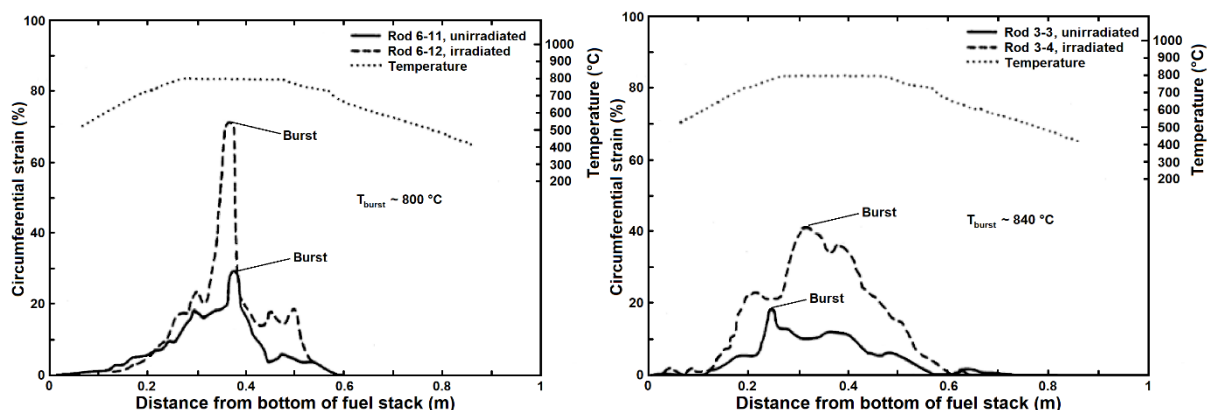 100
80
60
40
20
0
Circumferential strain (%)
Rod 6-11, unirradiated
Rod 6-12, irradiated
Temperature
Burst
Burst
T_burst ~ 800 °C
1000
900
800
700
600
500
400
300
200
Temperature (°C)
0
0.2
0.4
0.6
0.8
1
Distance from bottom of fuel stack (m)
100
80
60
40
20
0
Circumferential strain (%)
Rod 3-3, unirradiated
Rod 3-4, irradiated
Temperature
Burst
Burst
T_burst ~ 840 °C
1000
900
800
700
600
500
400
300
200
Temperature (°C)
0
0.2
0.4
0.6
0.8
1
Distance from bottom of fuel stack (m)